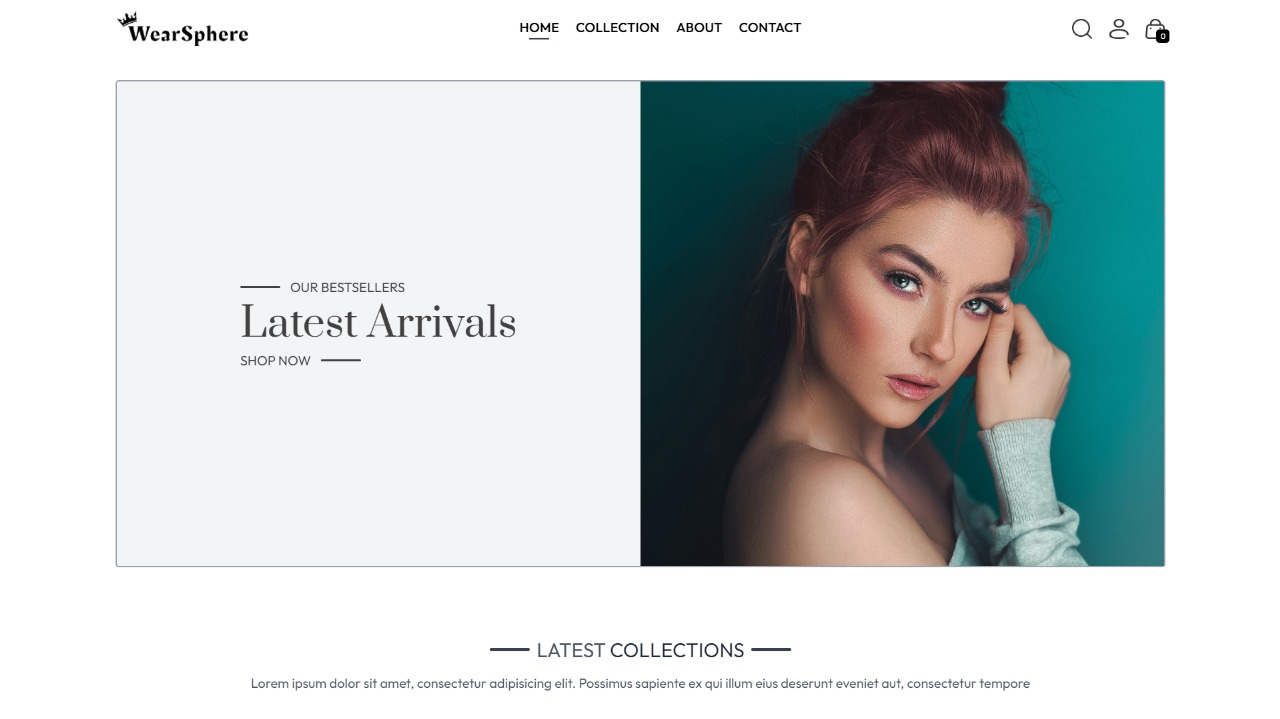 WearSphere
HOME COLLECTION ABOUT CONTACT
0
OUR BESTSELLERS
Latest Arrivals
SHOP NOW
LATEST COLLECTIONS
Lorem ipsum dolor sit amet, consectetur adipisicing elit. Possimus sapiente ex qui illum eius deserunt eveniet aut, consectetur tempore